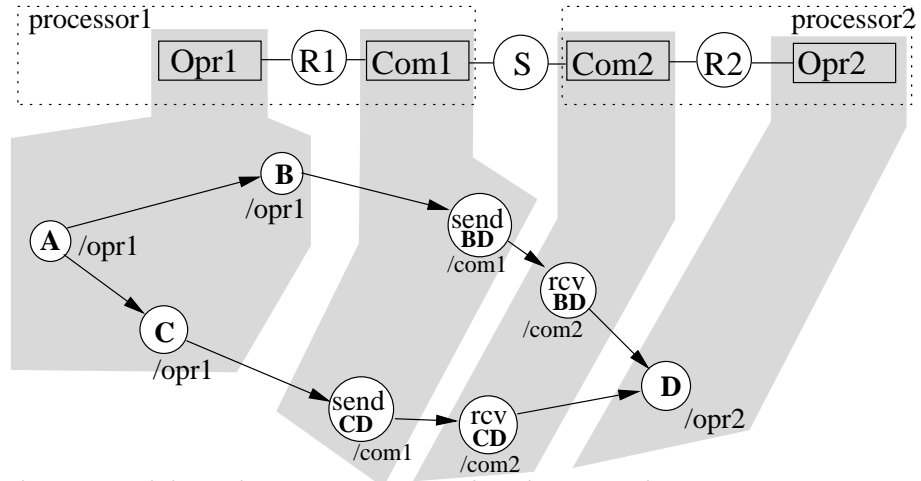 processor1
processor2
Opr1
R1
Com1
S
Com2
R2
Opr2
B
/opr1
A
/opr1
send
BD
/com1
rcv
BD
/com2
C
/opr1
send
CD
/com1
rcv
CD
/com2
D
/opr2